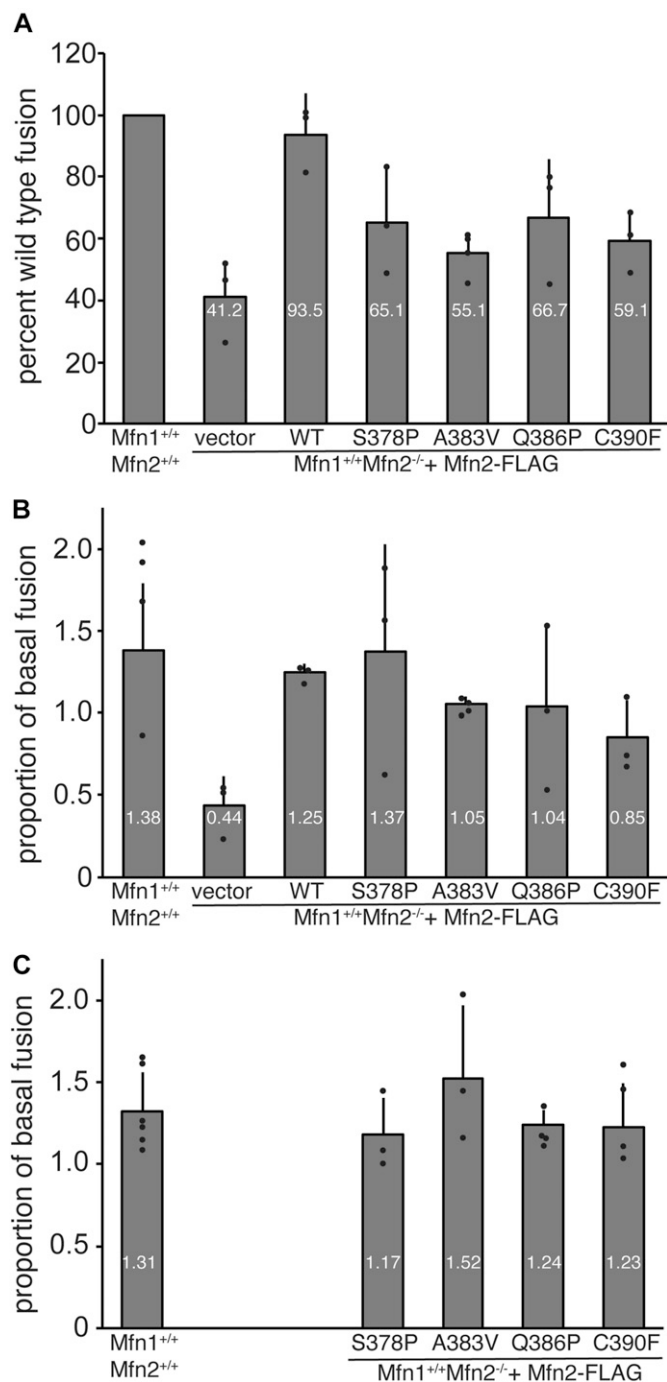 A
percent wild type fusion
120
100
80
60
40
20
0
41.2 93.5 65.1 55.1 66.7 59.1
Mfn1+/+ vector WT S378P A383V Q386P C390F
Mfn2+/+ Mfn1+/+Mfn2-/-+ Mfn2-FLAG
B
proportion of basal fusion
2.0
1.5
1.0
0.5
0
1.38 0.44 1.25 1.37 1.05 1.04 0.85
Mfn1+/+ vector WT S378P A383V Q386P C390F
Mfn2+/+ Mfn1+/+Mfn2-/-+ Mfn2-FLAG
C
proportion of basal fusion
2.0
1.5
1.0
0.5
0
1.31 1.17 1.52 1.24 1.23
Mfn1+/+ S378P A383V Q386P C390F
Mfn2+/+ Mfn1+/+Mfn2-/-+ Mfn2-FLAG